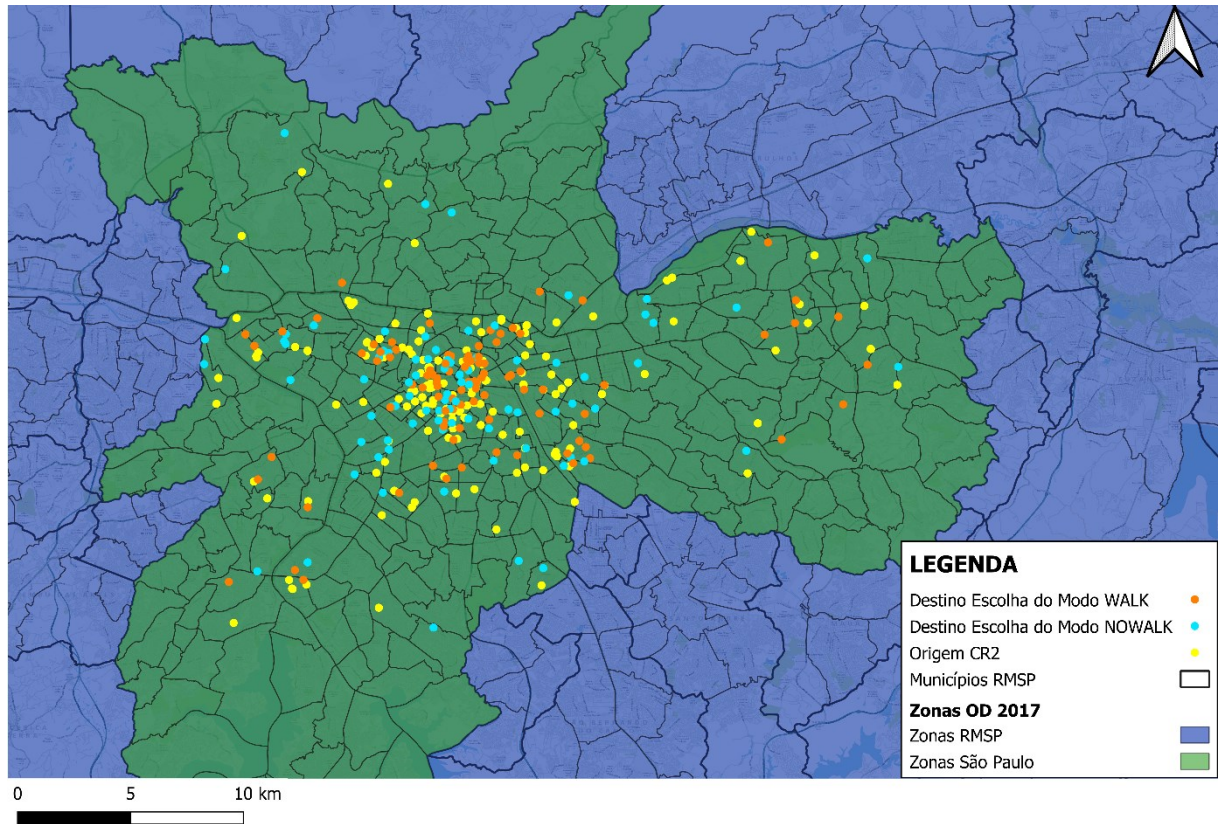 LEGENDA
Destino Escolha do Modo WALK
Destino Escolha do Modo NOWALK
Origem CR2
Municípios RMSP
Zonas OD 2017
Zonas RMSP
Zonas São Paulo
0 5 10 km